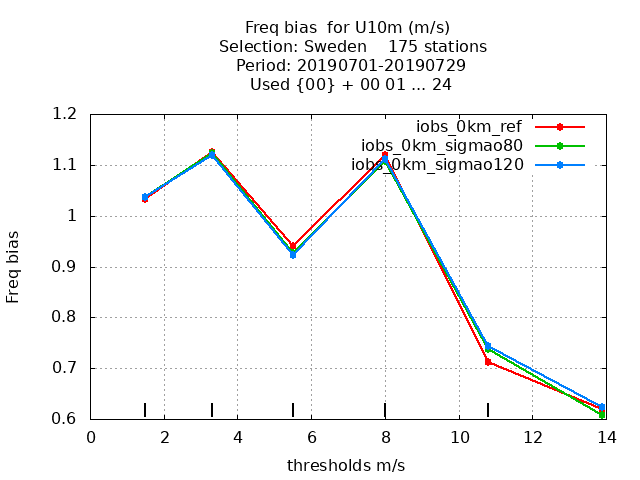 Freq bias  for U10m (m/s)
Selection: Sweden    175 stations
Period: 20190701-20190729
Used {00} + 00 01 ... 24
iobs_0km_ref
iobs_0km_sigmao80
iobs_0km_sigmao120
1.2
1.1
1
0.9
0.8
0.7
0.6
Freq bias
0 2 4 6 8 10 12 14
thresholds m/s